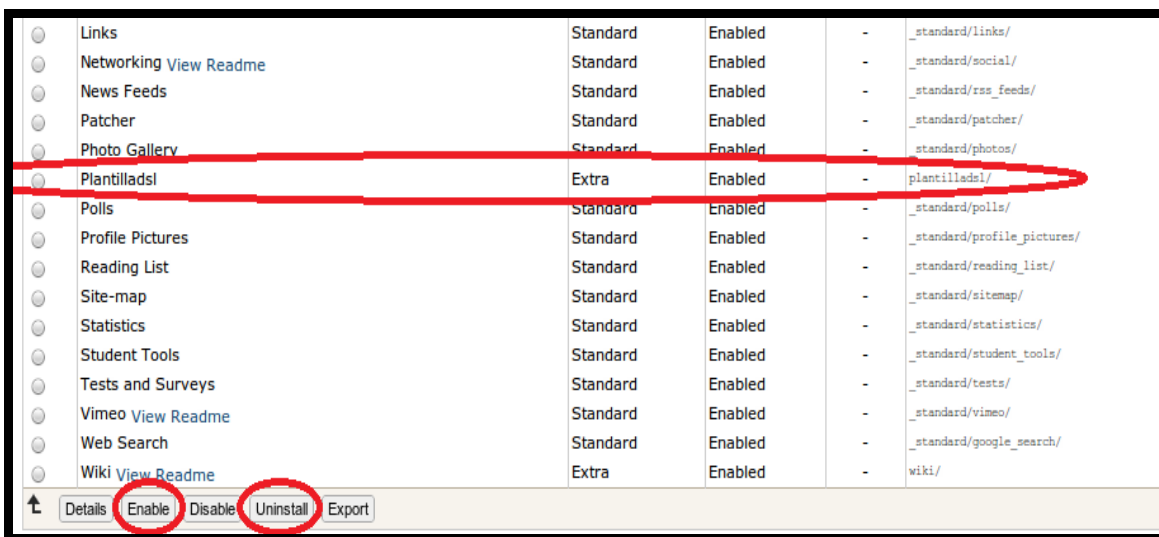 Links Standard Enabled - _standard/links/
Networking View Readme Standard Enabled - _standard/social/
News Feeds Standard Enabled - _standard/rss_feeds/
Patcher Standard Enabled - _standard/patcher/
Photo Gallery Standard Enabled - _standard/photos/
Plantilladsl Extra Enabled - plantilladsl/
Polls Standard Enabled - _standard/polls/
Profile Pictures Standard Enabled - _standard/profile_pictures/
Reading List Standard Enabled - _standard/reading_list/
Site-map Standard Enabled - _standard/sitemap/
Statistics Standard Enabled - _standard/statistics/
Student Tools Standard Enabled - _standard/student_tools/
Tests and Surveys Standard Enabled - _standard/tests/
Vimeo View Readme Standard Enabled - _standard/vimeo/
Web Search Standard Enabled - _standard/google_search/
Wiki View Readme Extra Enabled - wiki/
Details Enable Disable Uninstall Export